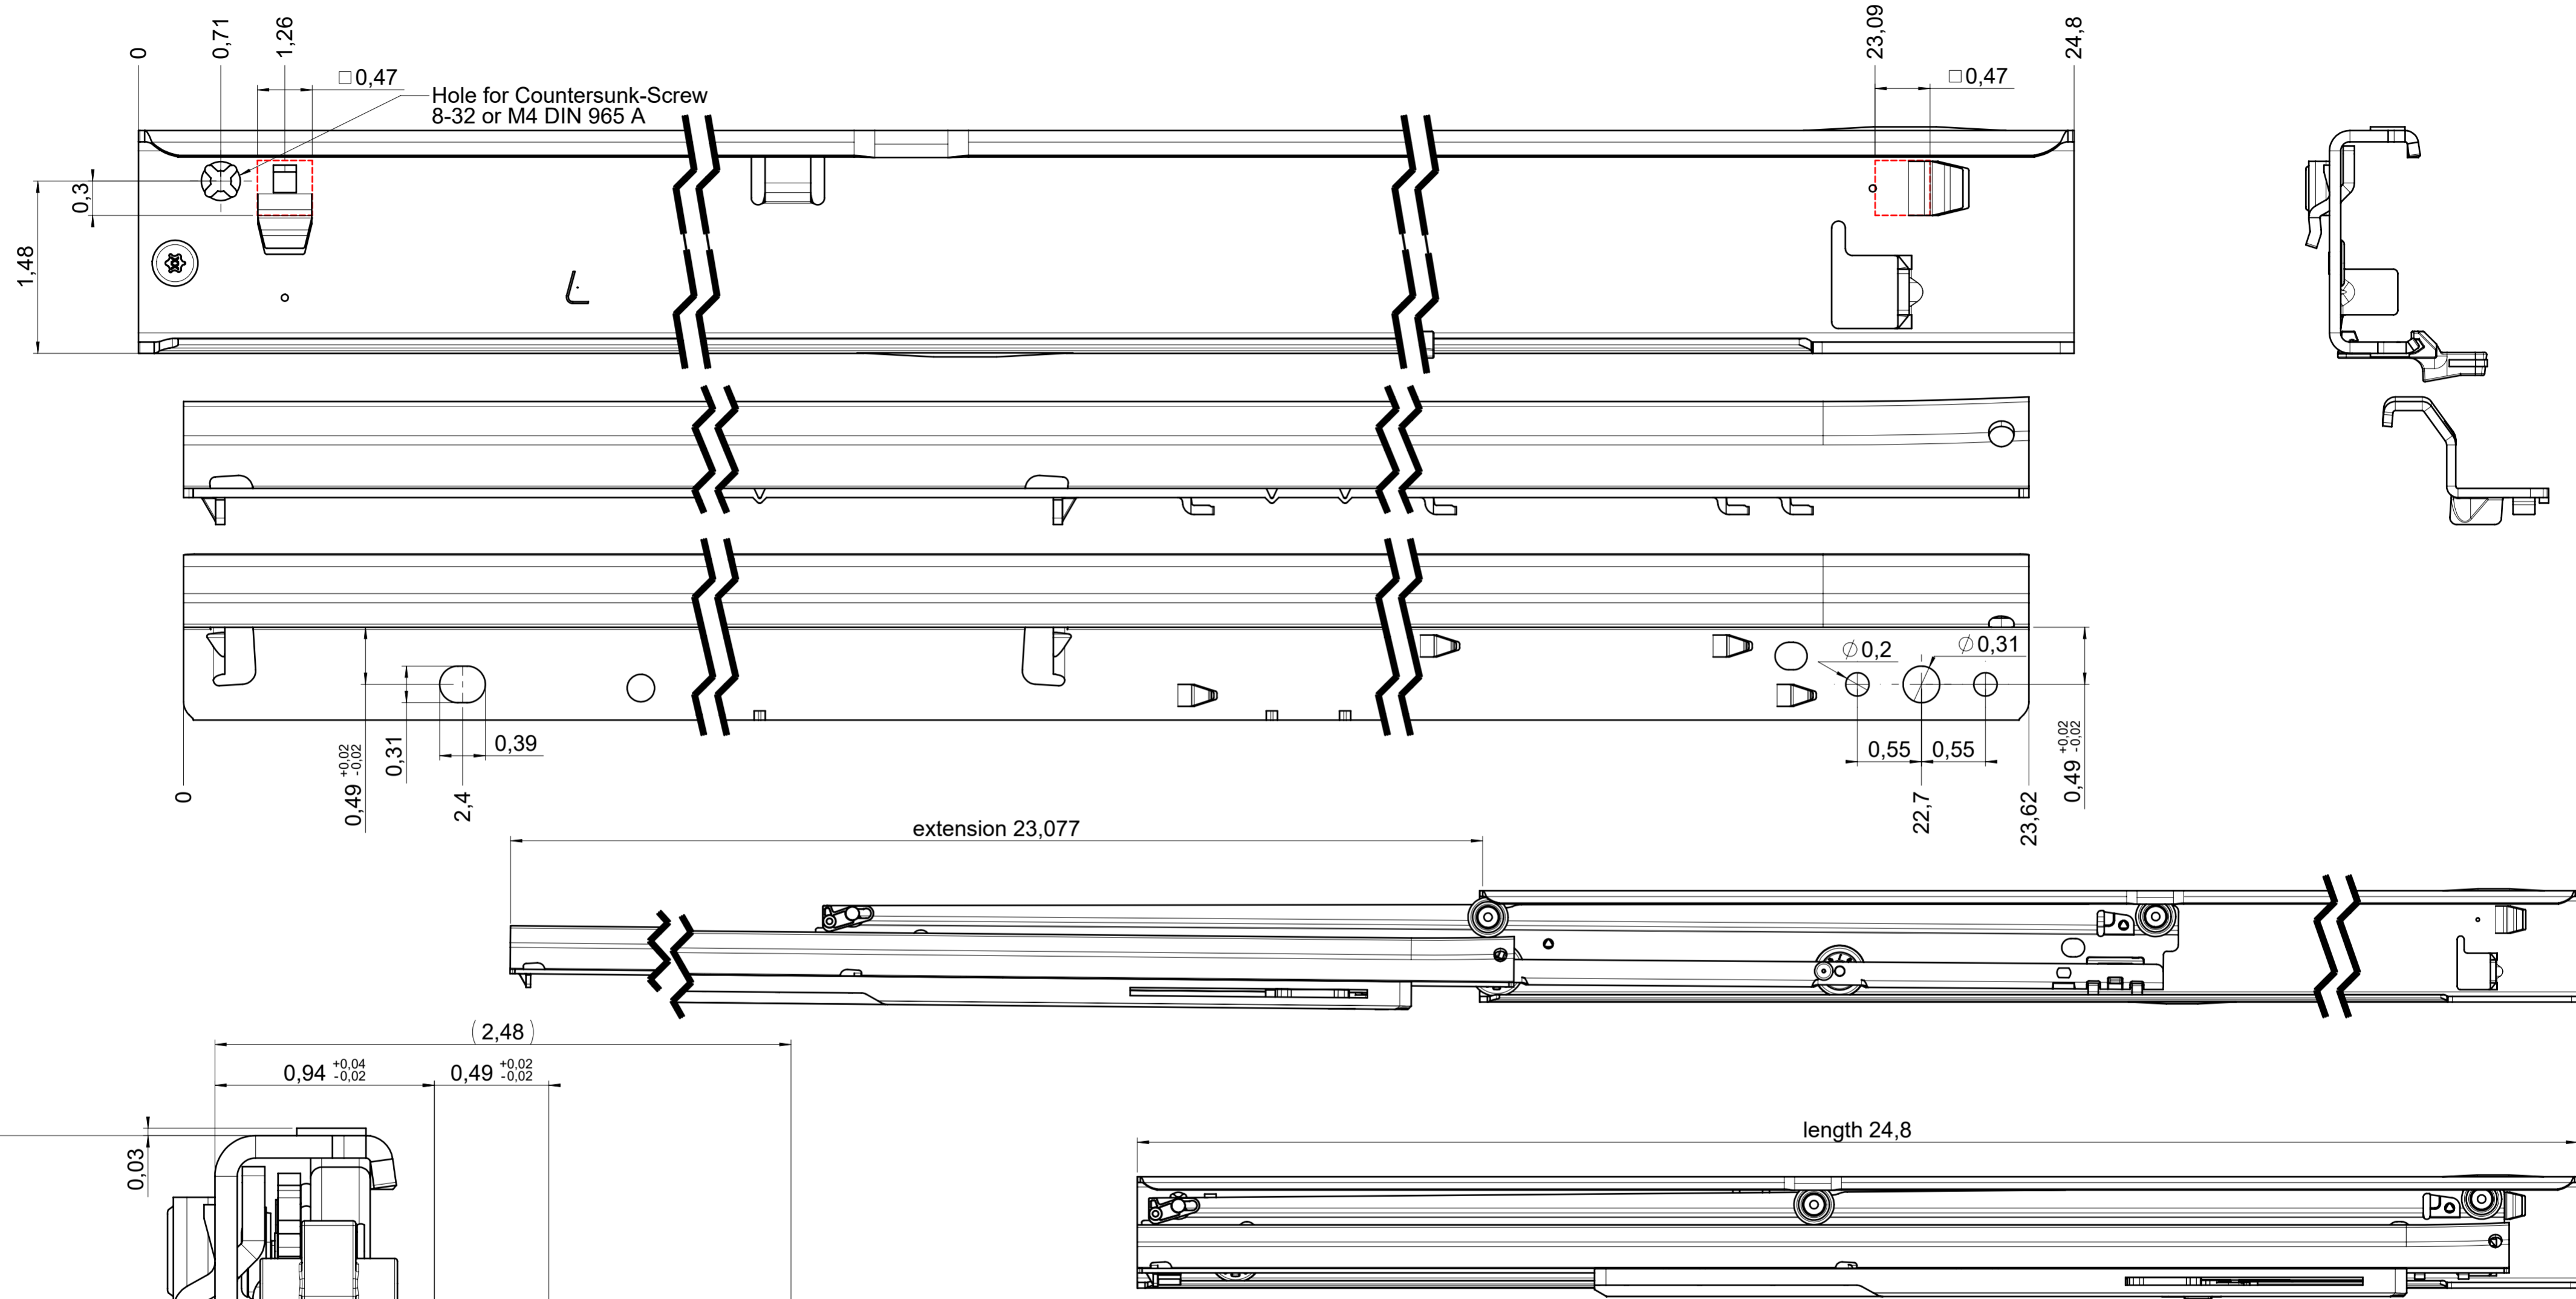 0
0,71
1,26
23,09
24,8
□0,47
□0,47
Hole for Countersunk-Screw
8-32 or M4 DIN 965 A
0,3
1,48
∅0,2
∅0,31
0,49 +0,02 -0,02
0,31
0,39
0,55
0,55
0,49 +0,02 -0,02
0
2,4
22,7
23,62
extension 23,077
(2,48)
0,94 +0,04 -0,02
0,49 +0,02 -0,02
0,03
length 24,8